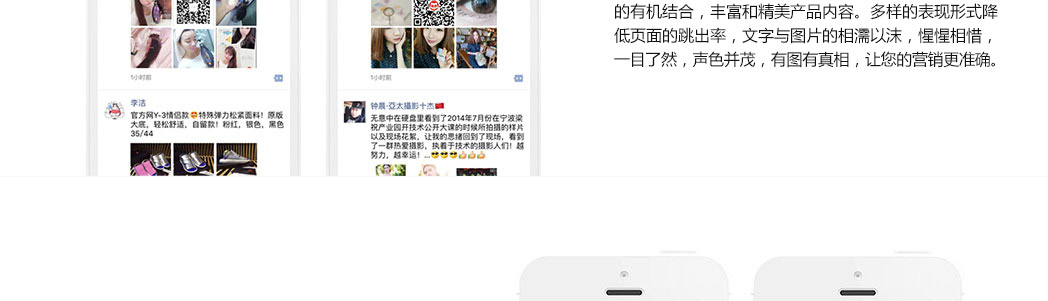 的有机结合，丰富和精美产品内容。多样的表现形式降
低页面的跳出率，文字与图片的相濡以沫，惺惺相惜，
一目了然，声色并茂，有图有真相，让您的营销更准确。
1小时前
李洁
官方网Y-3情侣款😍特殊弹力松紧面料！原版
大底，轻松舒适，自留款！粉红，银色，黑色
35/44
1小时前
钟晨·亞太攝影十杰🇨🇳
无意中在硬盘里看到了2014年7月份在宁波梁
祝产业园开技术公开大课的时候所拍摄的样片
以及现场花絮，让我的思绪回到了现场，看到
了一群热爱摄影，执着于技术的摄影人们！越
努力，越幸运！...😎😎😎👍👍👍